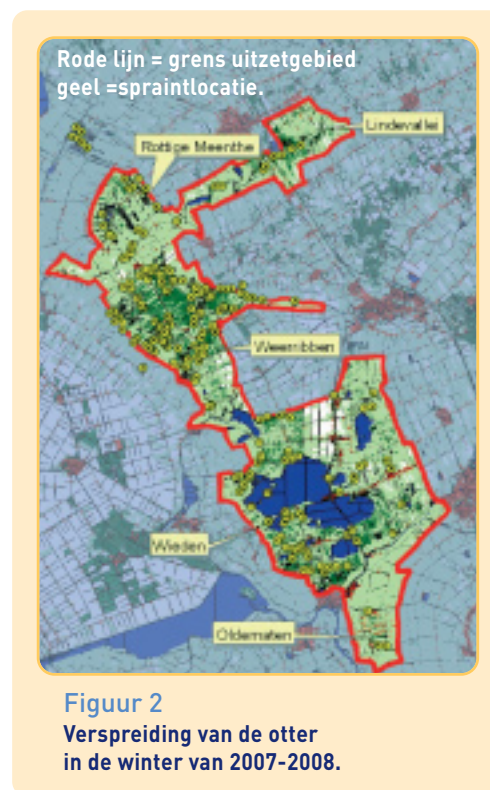 Rode lijn = grens uitzetgebied
geel =spraintlocatie.
Lindevallei
Rottige Meenthe
Weerribben
Wieden
Oldematen
Figuur 2
Verspreiding van de otter
in de winter van 2007-2008.